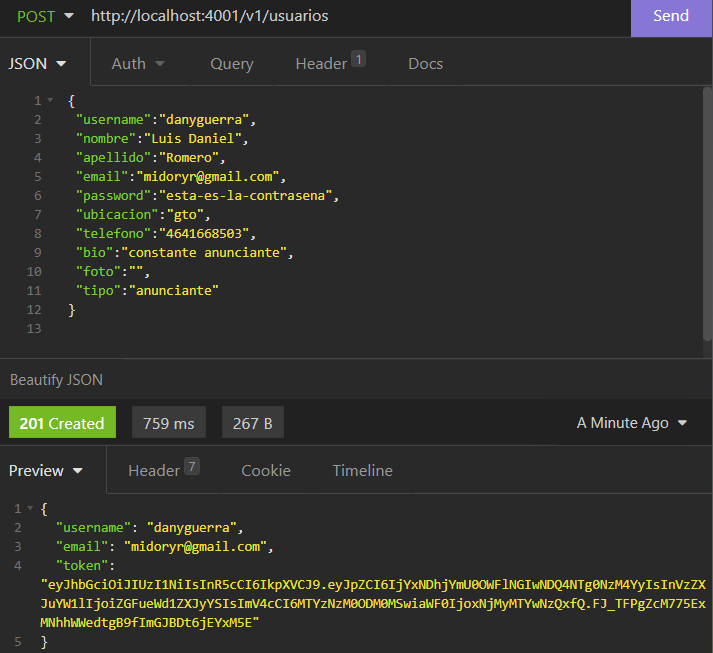 POST http://localhost:4001/v1/usuarios Send
JSON Auth Query Header 1 Docs
1 {
2 "username":"danyguerra",
3 "nombre":"Luis Daniel",
4 "apellido":"Romero",
5 "email":"midoryr@gmail.com",
6 "password":"esta-es-la-contrasena",
7 "ubicacion":"gto",
8 "telefono":"4641668503",
9 "bio":"constante anunciante",
10 "foto":"",
11 "tipo":"anunciante"
12 }
13
Beautify JSON
201 Created 759 ms 267 B A Minute Ago
Preview Header 7 Cookie Timeline
1 {
2 "username": "danyguerra",
3 "email": "midoryr@gmail.com",
4 "token":
"eyJhbGciOiJIUzI1NiIsInR5cCI6IkpXVCJ9.eyJpZCI6IjYxNDhjYmU0OWFlNGIwNDQ4NTg0NzM4YyIsInVzZX
JuYW1lIjoiZGFueWd1ZXJyYSIsImV4cCI6MTYzNzM0ODM0MSwiaWF0IjoxNjMyMTYwNzQxfQ.FJ_TFPgZcM775Ex
MNhhWWedtgB9fImGJBDt6jEYxM5E"
5 }